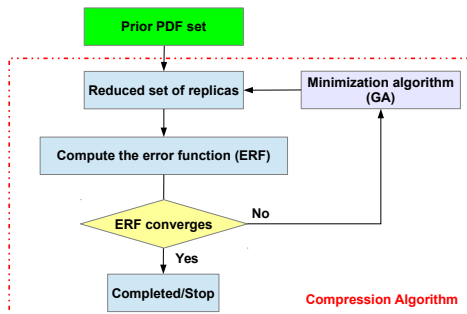 Prior PDF set
Reduced set of replicas
Minimization algorithm
(GA)
Compute the error function (ERF)
ERF converges
No
Yes
Completed/Stop
Compression Algorithm